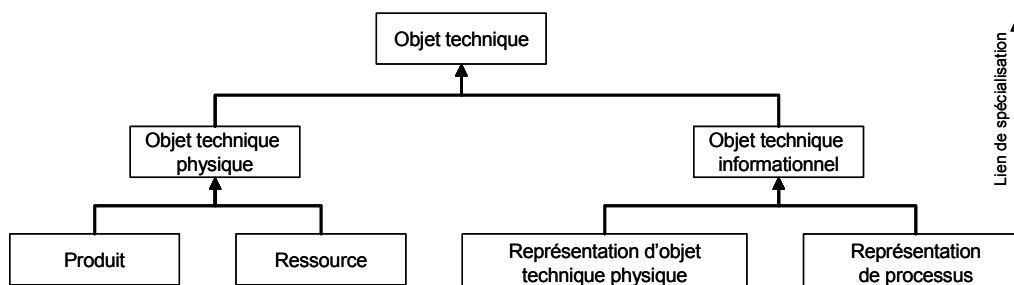 Objet technique
Lien de spécialisation
Objet technique
physique
Objet technique
informationnel
Produit
Ressource
Représentation d'objet
technique physique
Représentation
de processus